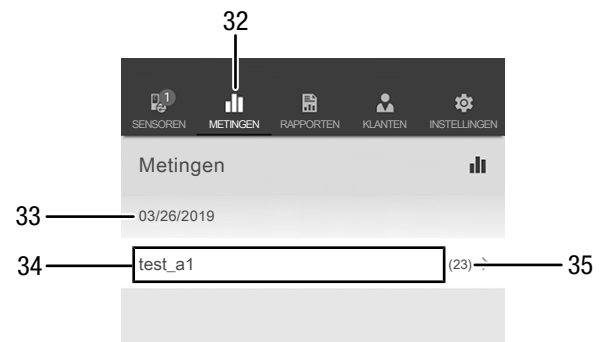 32
1
SENSOREN METINGEN RAPPORTEN KLANTEN INSTELLINGEN
Metingen
33 03/26/2019
34 test_a1 (23) 35